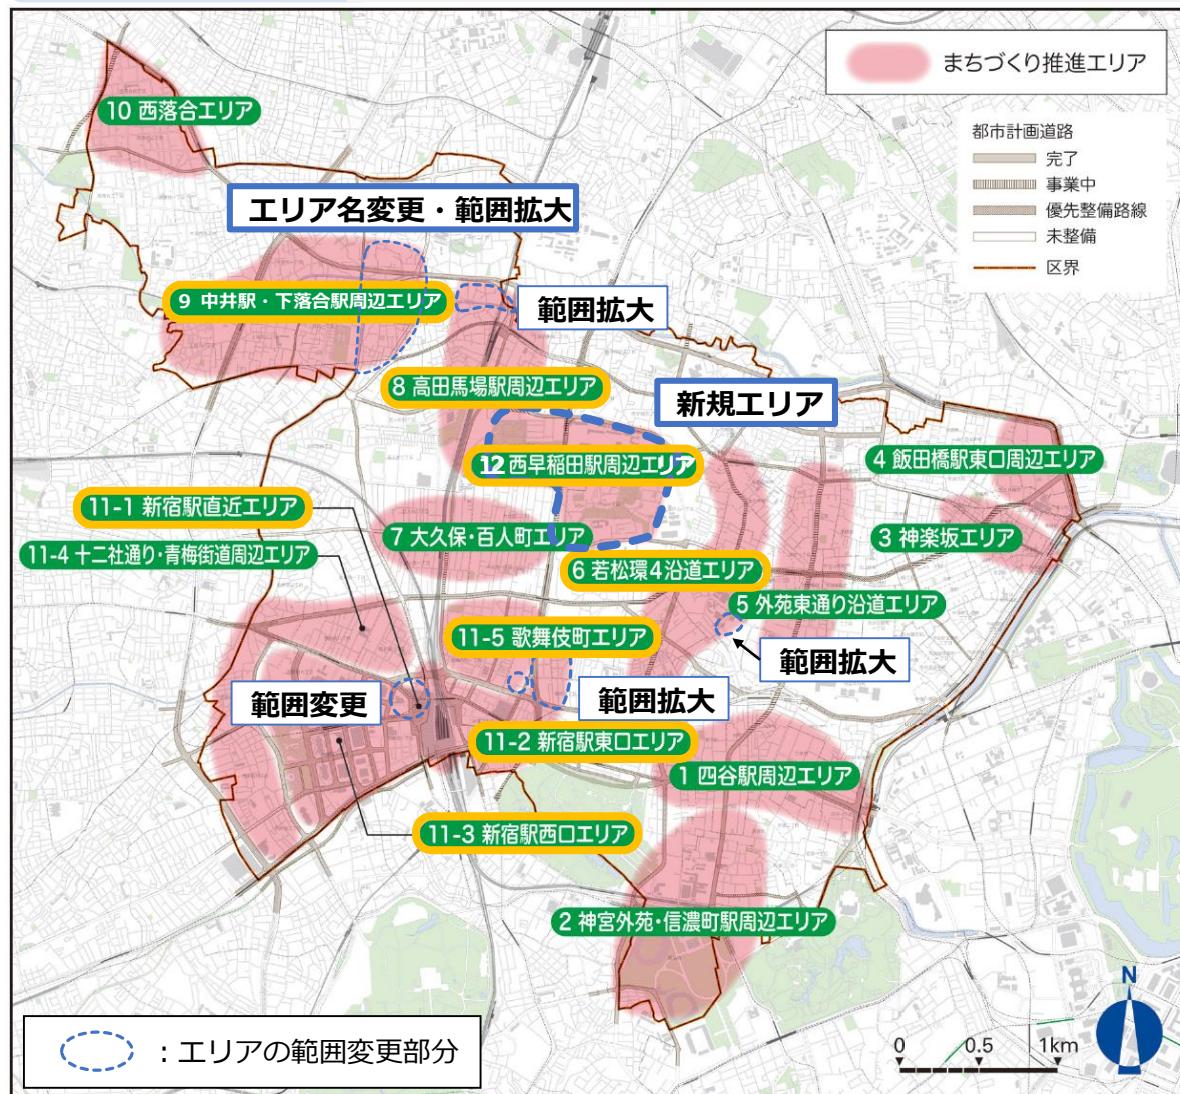 まちづくり推進エリア
都市計画道路
完了
事業中
優先整備路線
未整備
区界
10 西落合エリア
エリア名変更・範囲拡大
9 中井駅・下落合駅周辺エリア
範囲拡大
8 高田馬場駅周辺エリア
新規エリア
12 西早稲田駅周辺エリア
4 飯田橋駅東口周辺エリア
11-1 新宿駅直近エリア
7 大久保・百人町エリア
3 神楽坂エリア
11-4 十二社通り・青梅街道周辺エリア
6 若松環4沿道エリア
5 外苑東通り沿道エリア
11-5 歌舞伎町エリア
範囲拡大
範囲変更
範囲拡大
11-2 新宿駅東口エリア
1 四谷駅周辺エリア
11-3 新宿駅西口エリア
2 神宮外苑・信濃町駅周辺エリア
N
0 0.5 1km
：エリアの範囲変更部分